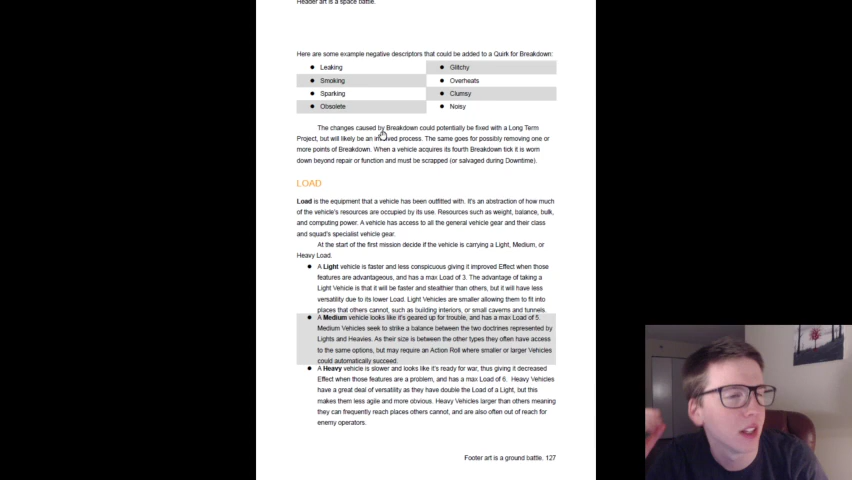 Header art is a space battle.
Here are some example negative descriptors that could be added to a Quirk for Breakdown:
● Leaking ● Glitchy
● Smoking ● Overheats
● Sparking ● Clumsy
● Obsolete ● Noisy
The changes caused by Breakdown could potentially be fixed with a Long Term
Project, but will likely be an involved process. The same goes for possibly removing one or
more points of Breakdown. When a vehicle acquires its fourth Breakdown tick it is worn
down beyond repair or function and must be scrapped (or salvaged during Downtime).
LOAD
Load is the equipment that a vehicle has been outfitted with. It's an abstraction of how much
of the vehicle's resources are occupied by its use. Resources such as weight, balance, bulk,
and computing power. A vehicle has access to all the general vehicle gear and their class
and squad's specialist vehicle gear.
At the start of the first mission decide if the vehicle is carrying a Light, Medium, or
Heavy Load.
● A Light vehicle is faster and less conspicuous giving it improved Effect when those
features are advantageous, and has a max Load of 3. The advantage of taking a
Light Vehicle is that it will be faster and stealthier than others, but it will have less
versatility due to its lower Load. Light Vehicles are smaller allowing them to fit into
places that others cannot, such as building interiors, or small caverns and tunnels.
● A Medium vehicle looks like it's geared up for trouble, and has a max Load of 5.
Medium Vehicles seek to strike a balance between the two doctrines represented by
Lights and Heavies. As their size is between the other types they often have access
to the same options, but may require an Action Roll where smaller or larger Vehicles
could automatically succeed.
● A Heavy vehicle is slower and looks like it's ready for war, thus giving it decreased
Effect when those features are a problem, and has a max Load of 6. Heavy Vehicles
have a great deal of versatility as they have double the Load of a Light, but this
makes them less agile and more obvious. Heavy Vehicles larger than others meaning
they can frequently reach places others cannot, and are also often out of reach for
enemy operators.
Footer art is a ground battle. 127